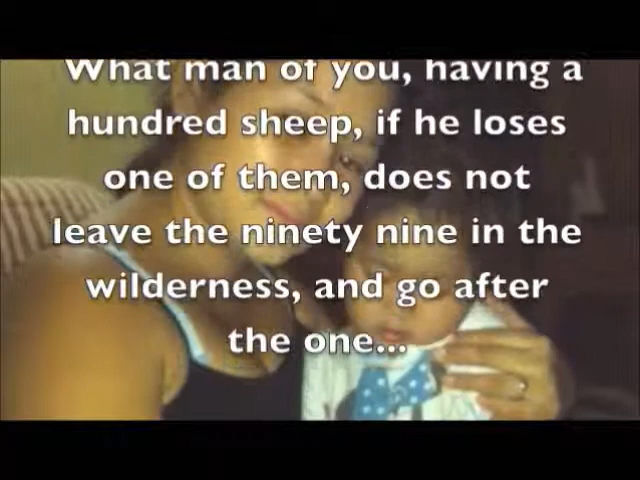 What man of you, having a
hundred sheep, if he loses
one of them, does not
leave the ninety nine in the
wilderness, and go after
the one...